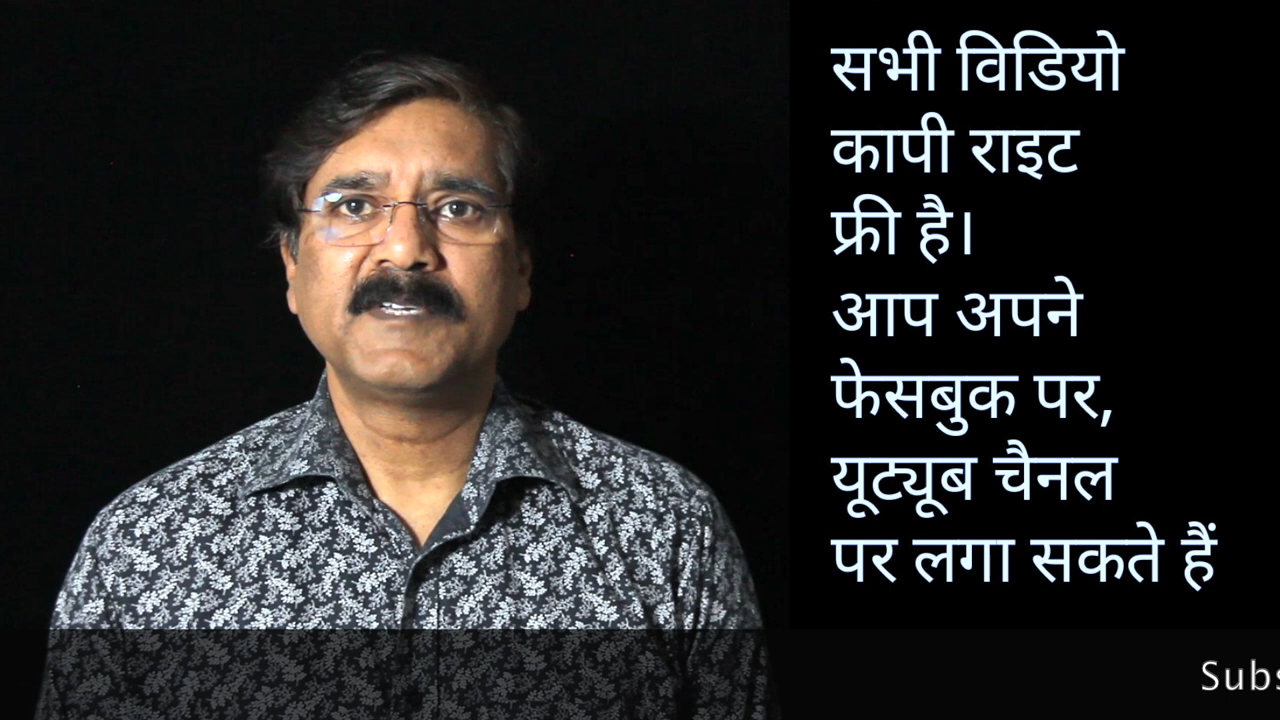 सभी विडियो
कापी राइट
फ्री है।
आप अपने
फेसबुक पर,
यूट्यूब चैनल
पर लगा सकते हैं
Subs